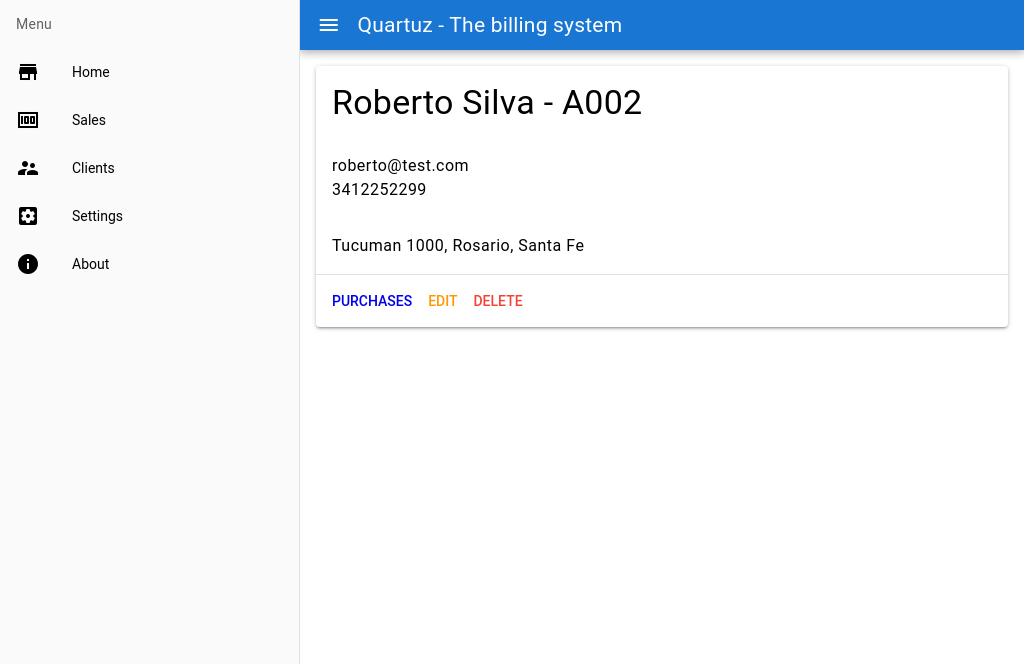 Menu
Home
Sales
Clients
Settings
About
Quartuz - The billing system
Roberto Silva - A002
roberto@test.com
3412252299
Tucuman 1000, Rosario, Santa Fe
PURCHASES EDIT DELETE